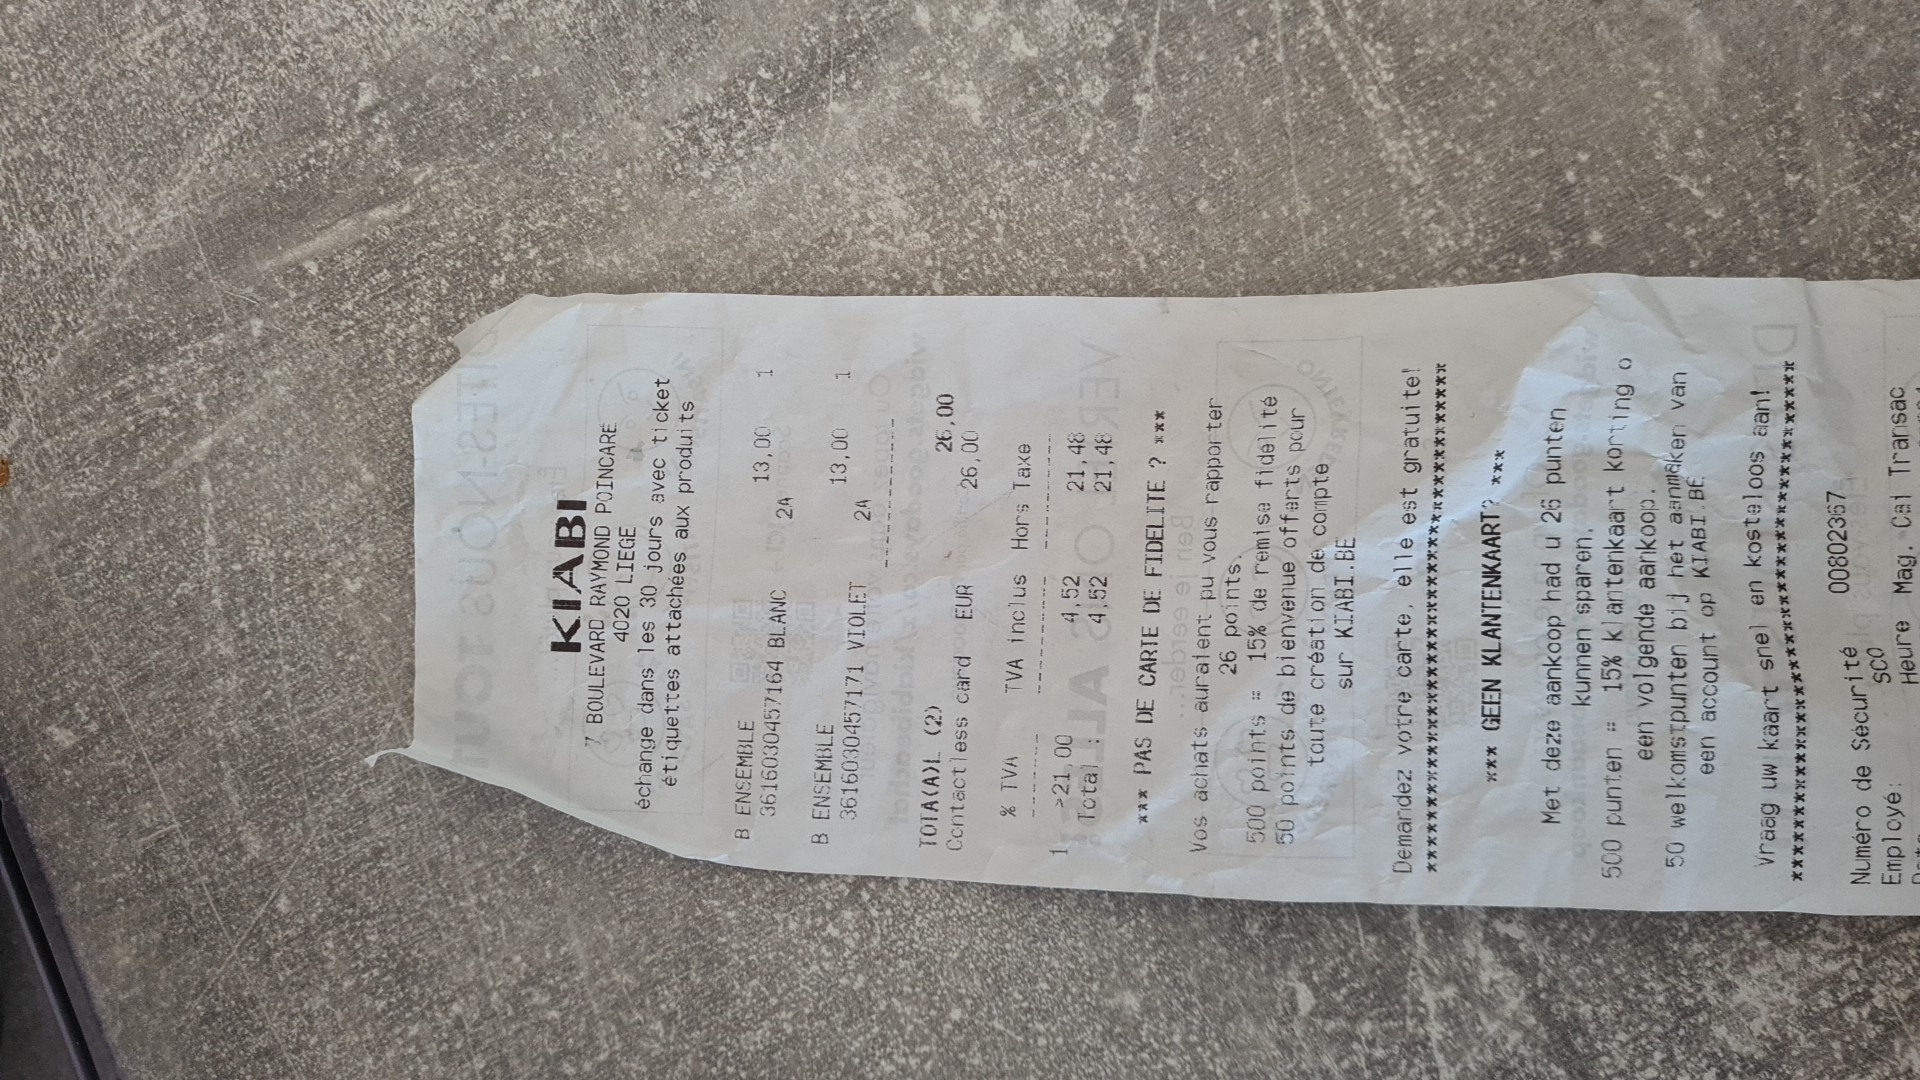 KIABI
7 BOULEVARD RAYMOND POINCARE
4020 LIEGE
échange dans les 30 jours avec ticket
étiquettes attachées aux produits
B ENSEMBLE 13,00 1
3616030457164 BLANC 2A
B ENSEMBLE 13,00 1
3616030457171 VIOLET 2A
TOTA(A)L (2) 26,00
Contactless card EUR 26,00
% TVA TVA inclus Hors Taxe
1 >21,00 4,52 21,48
Total : 4,52 21,48
*** PAS DE CARTE DE FIDELITE ? ***
Vos achats auraient pu vous rapporter
26 points.
500 points = 15% de remise fidélité
50 points de bienvenue offerts pour
toute création de compte
sur KIABI.BE
Demandez votre carte, elle est gratuite!
*****************************************
*** GEEN KLANTENKAART? ***
Met deze aankoop had u 26 punten
kunnen sparen.
500 punten = 15% klantenkaart korting o
een volgende aankoop.
50 welkomstpunten bij het aanmaken van
een account op KIABI.BE
Vraag uw kaart snel en kosteloos aan!
*****************************************
Numéro de Sécurité 00802367
Employé: SCO
Heure Mag. Cai Transac